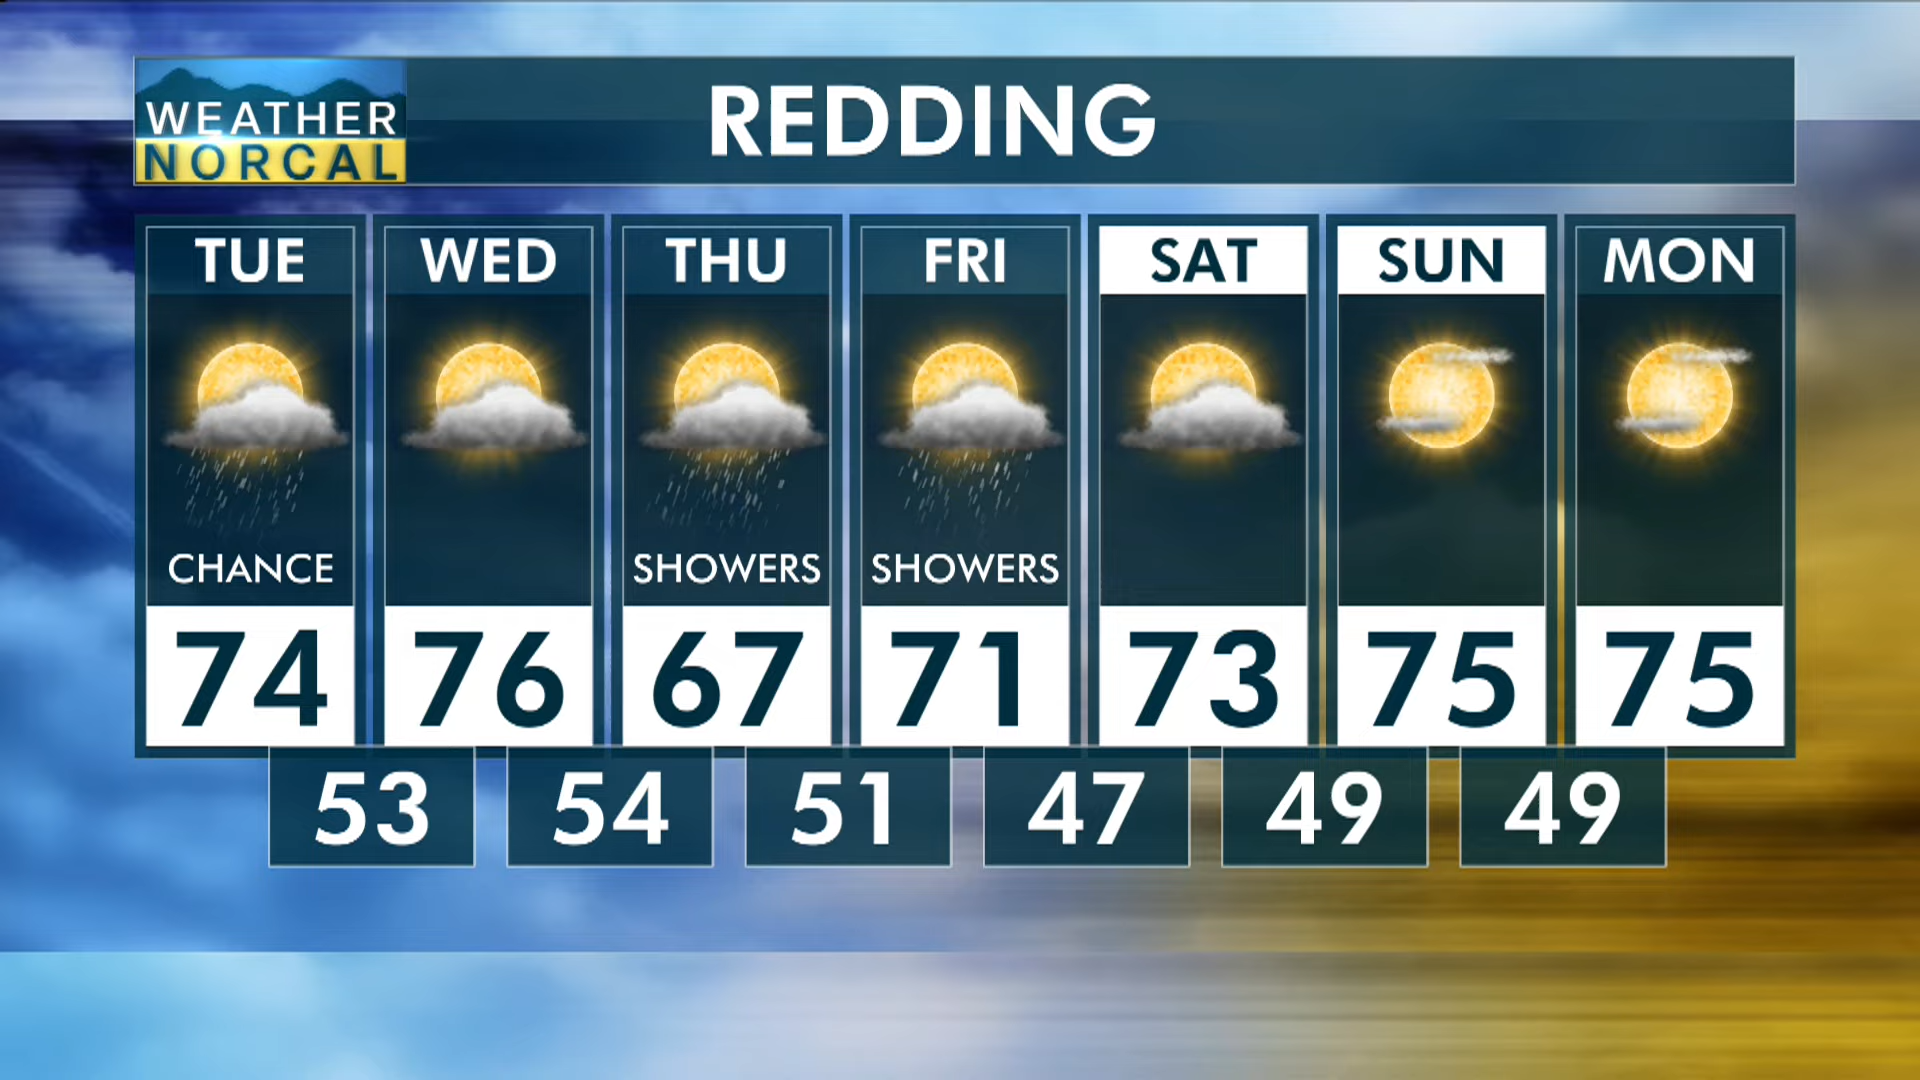 WEATHER
NORCAL
REDDING
TUE WED THU FRI SAT SUN MON
CHANCE SHOWERS SHOWERS
74 76 67 71 73 75 75
53 54 51 47 49 49